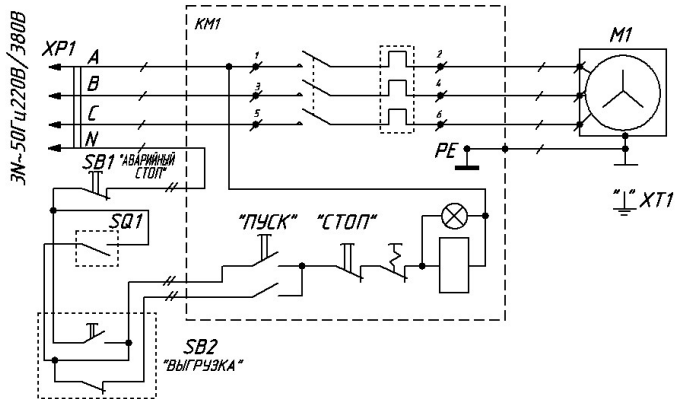 3N~50Гц220В/380В
XP1
A
B
C
N
KM1
1
3
5
2
4
6
M1
PE
"⊥" XT1
SB1 "АВАРИЙНЫЙ
СТОП"
SQ1
"ПУСК" "СТОП"
SB2
"ВЫГРУЗКА"